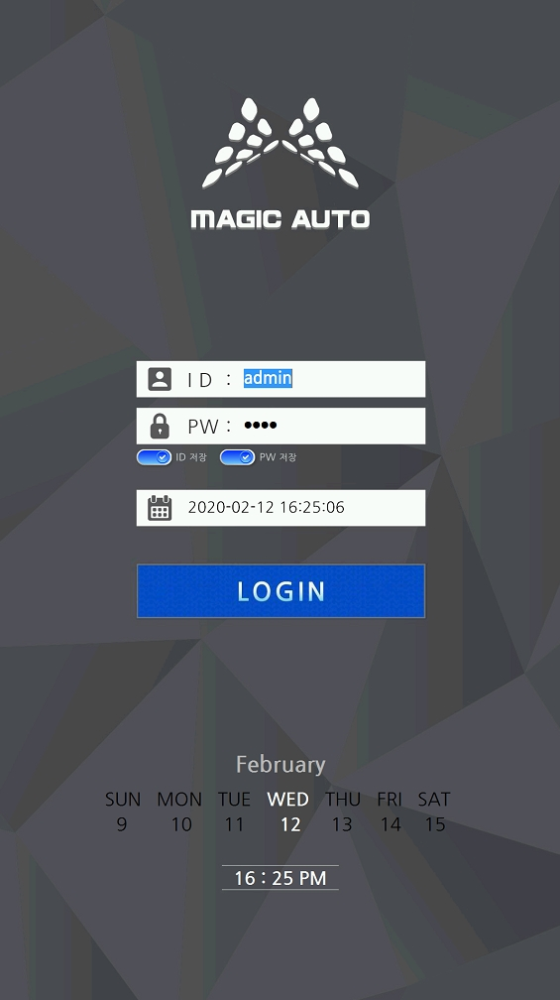 MAGIC AUTO
ID : admin
PW : ••••
ID 저장 PW 저장
2020-02-12 16:25:06
LOGIN
February
SUN MON TUE WED THU FRI SAT
9 10 11 12 13 14 15
16 : 25 PM